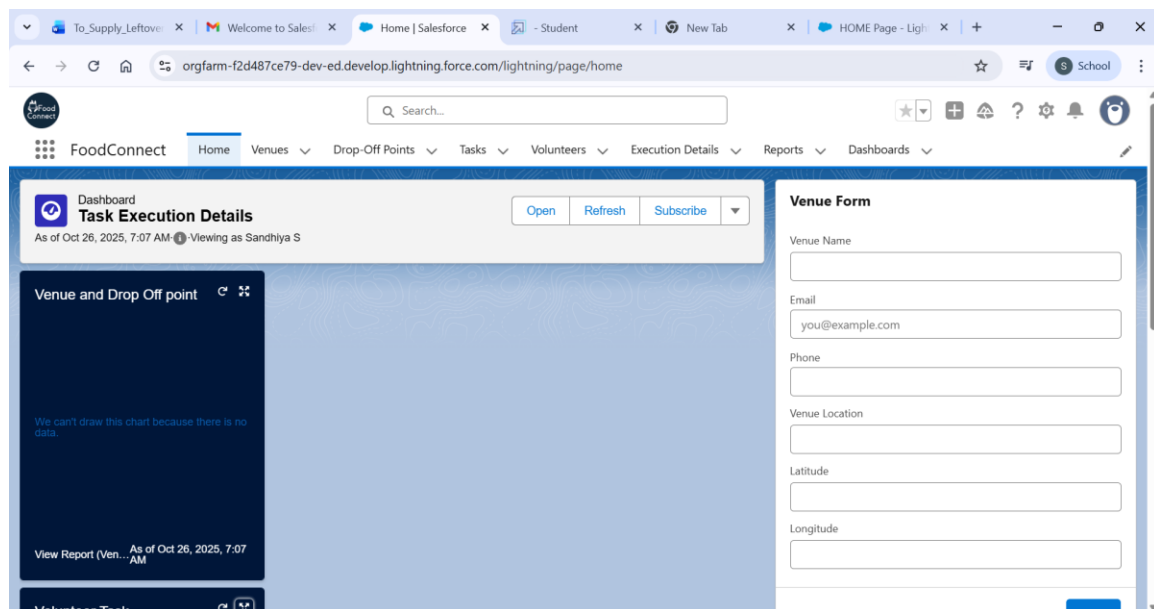 To_Supply_Leftove
Welcome to Salesf
Home | Salesforce
- Student
New Tab
HOME Page - Ligh
orgfarm-f2d487ce79-dev-ed.develop.lightning.force.com/lightning/page/home
S School
Food
Connect
Search...
FoodConnect Home Venues Drop-Off Points Tasks Volunteers Execution Details Reports Dashboards
Dashboard
Task Execution Details
As of Oct 26, 2025, 7:07 AM·Viewing as Sandhiya S
Open Refresh Subscribe
Venue and Drop Off point
We can't draw this chart because there is no
data.
View Report (Ven...
As of Oct 26, 2025, 7:07
AM
Volunteer Task
Venue Form
Venue Name
Email
you@example.com
Phone
Venue Location
Latitude
Longitude